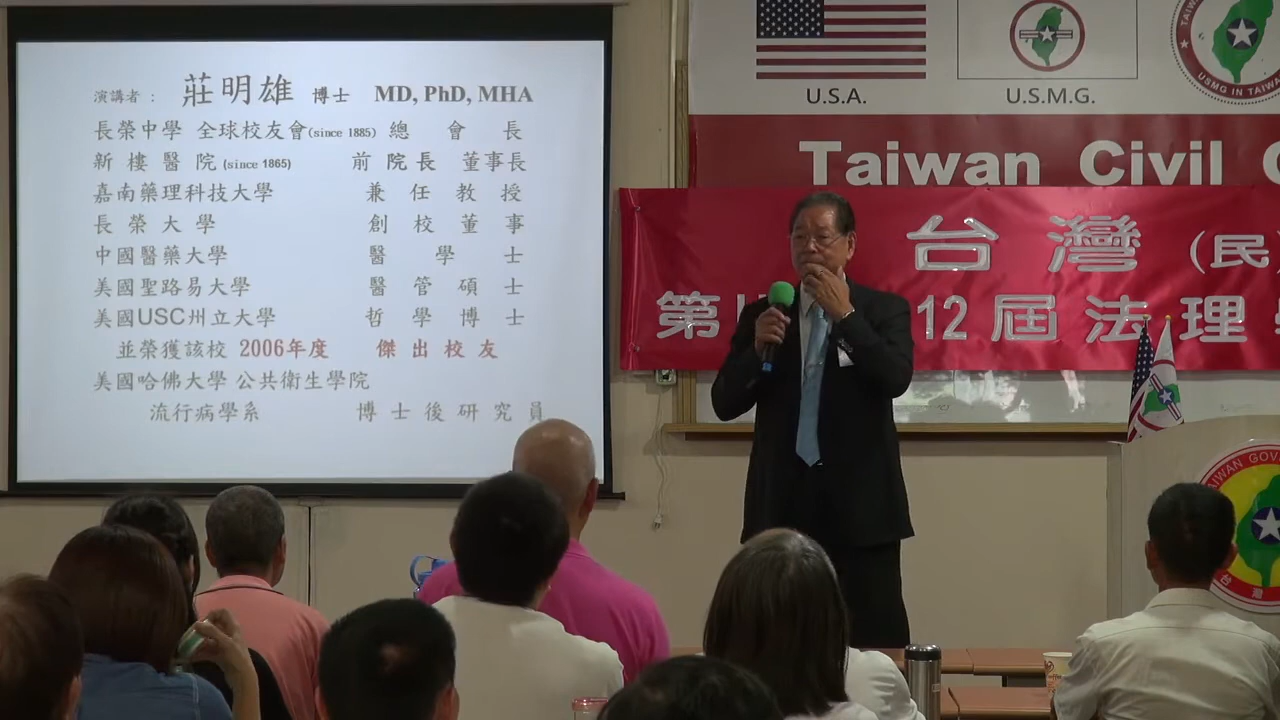 演講者： 莊明雄 博士 MD, PhD, MHA
長榮中學 全球校友會(since 1885) 總 會 長
新 樓 醫 院 (since 1865) 前 院 長 董事長
嘉南藥理科技大學 兼 任 教 授
長 榮 大 學 創 校 董 事
中國醫藥大學 醫 學 士
美國聖路易大學 醫 管 碩 士
美國USC州立大學 哲 學 博 士
並榮獲該校 2006年度 傑 出 校 友
美國哈佛大學 公共衛生學院
流行病學系 博 士 後 研 究 員
U.S.A.
U.S.M.G.
USMG IN TAIWAN
Taiwan Civil
台 灣 (民
第 12 屆 法 理
TAIWAN GOV
台 灣